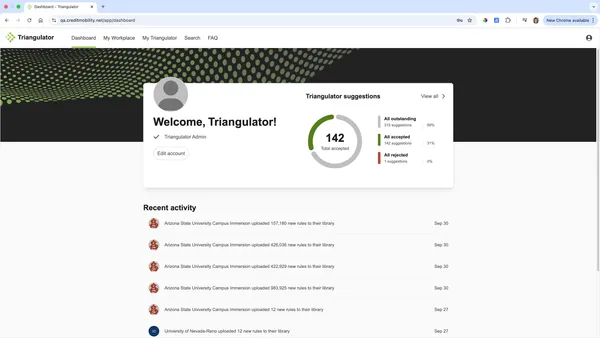 Dashboard - Triangulator
qa.creditmobility.net/app/dashboard
New Chrome available
Triangulator
Dashboard
My Workplace
My Triangulator
Search
FAQ
Welcome, Triangulator!
Triangulator Admin
Edit account
Triangulator suggestions
View all
142
Total accepted
All outstanding
315 suggestions
69%
All accepted
142 suggestions
31%
All rejected
1 suggestions
0%
Recent activity
Arizona State University Campus Immersion uploaded 157,160 new rules to their library
Sep 30
Arizona State University Campus Immersion uploaded 426,036 new rules to their library
Sep 30
Arizona State University Campus Immersion uploaded 422,929 new rules to their library
Sep 30
Arizona State University Campus Immersion uploaded 983,925 new rules to their library
Sep 30
Arizona State University Campus Immersion uploaded 12 new rules to their library
Sep 27
University of Nevada-Reno uploaded 12 new rules to their library
Sep 27